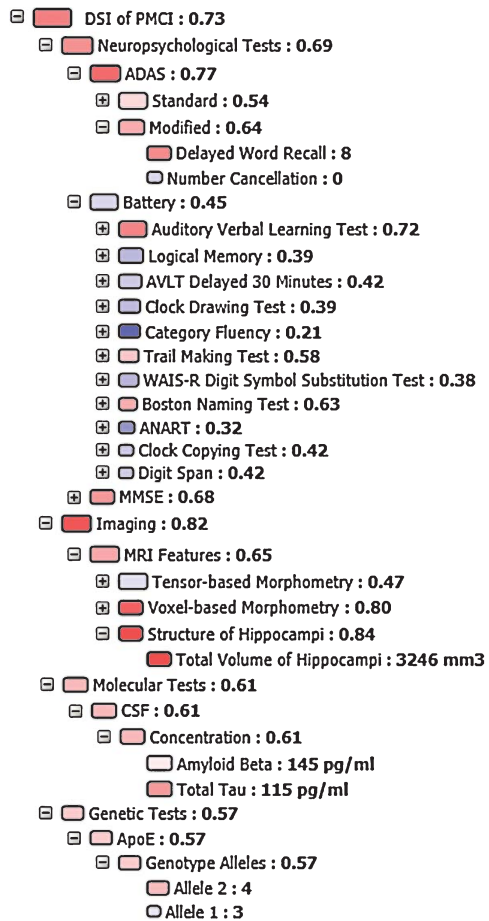 DSI of PMCI : 0.73
Neuropsychological Tests : 0.69
ADAS : 0.77
Standard : 0.54
Modified : 0.64
Delayed Word Recall : 8
Number Cancellation : 0
Battery : 0.45
Auditory Verbal Learning Test : 0.72
Logical Memory : 0.39
AVLT Delayed 30 Minutes : 0.42
Clock Drawing Test : 0.39
Category Fluency : 0.21
Trail Making Test : 0.58
WAIS-R Digit Symbol Substitution Test : 0.38
Boston Naming Test : 0.63
ANART : 0.32
Clock Copying Test : 0.42
Digit Span : 0.42
MMSE : 0.68
Imaging : 0.82
MRI Features : 0.65
Tensor-based Morphometry : 0.47
Voxel-based Morphometry : 0.80
Structure of Hippocampi : 0.84
Total Volume of Hippocampi : 3246 mm3
Molecular Tests : 0.61
CSF : 0.61
Concentration : 0.61
Amyloid Beta : 145 pg/ml
Total Tau : 115 pg/ml
Genetic Tests : 0.57
ApoE : 0.57
Genotype Alleles : 0.57
Allele 2 : 4
Allele 1 : 3